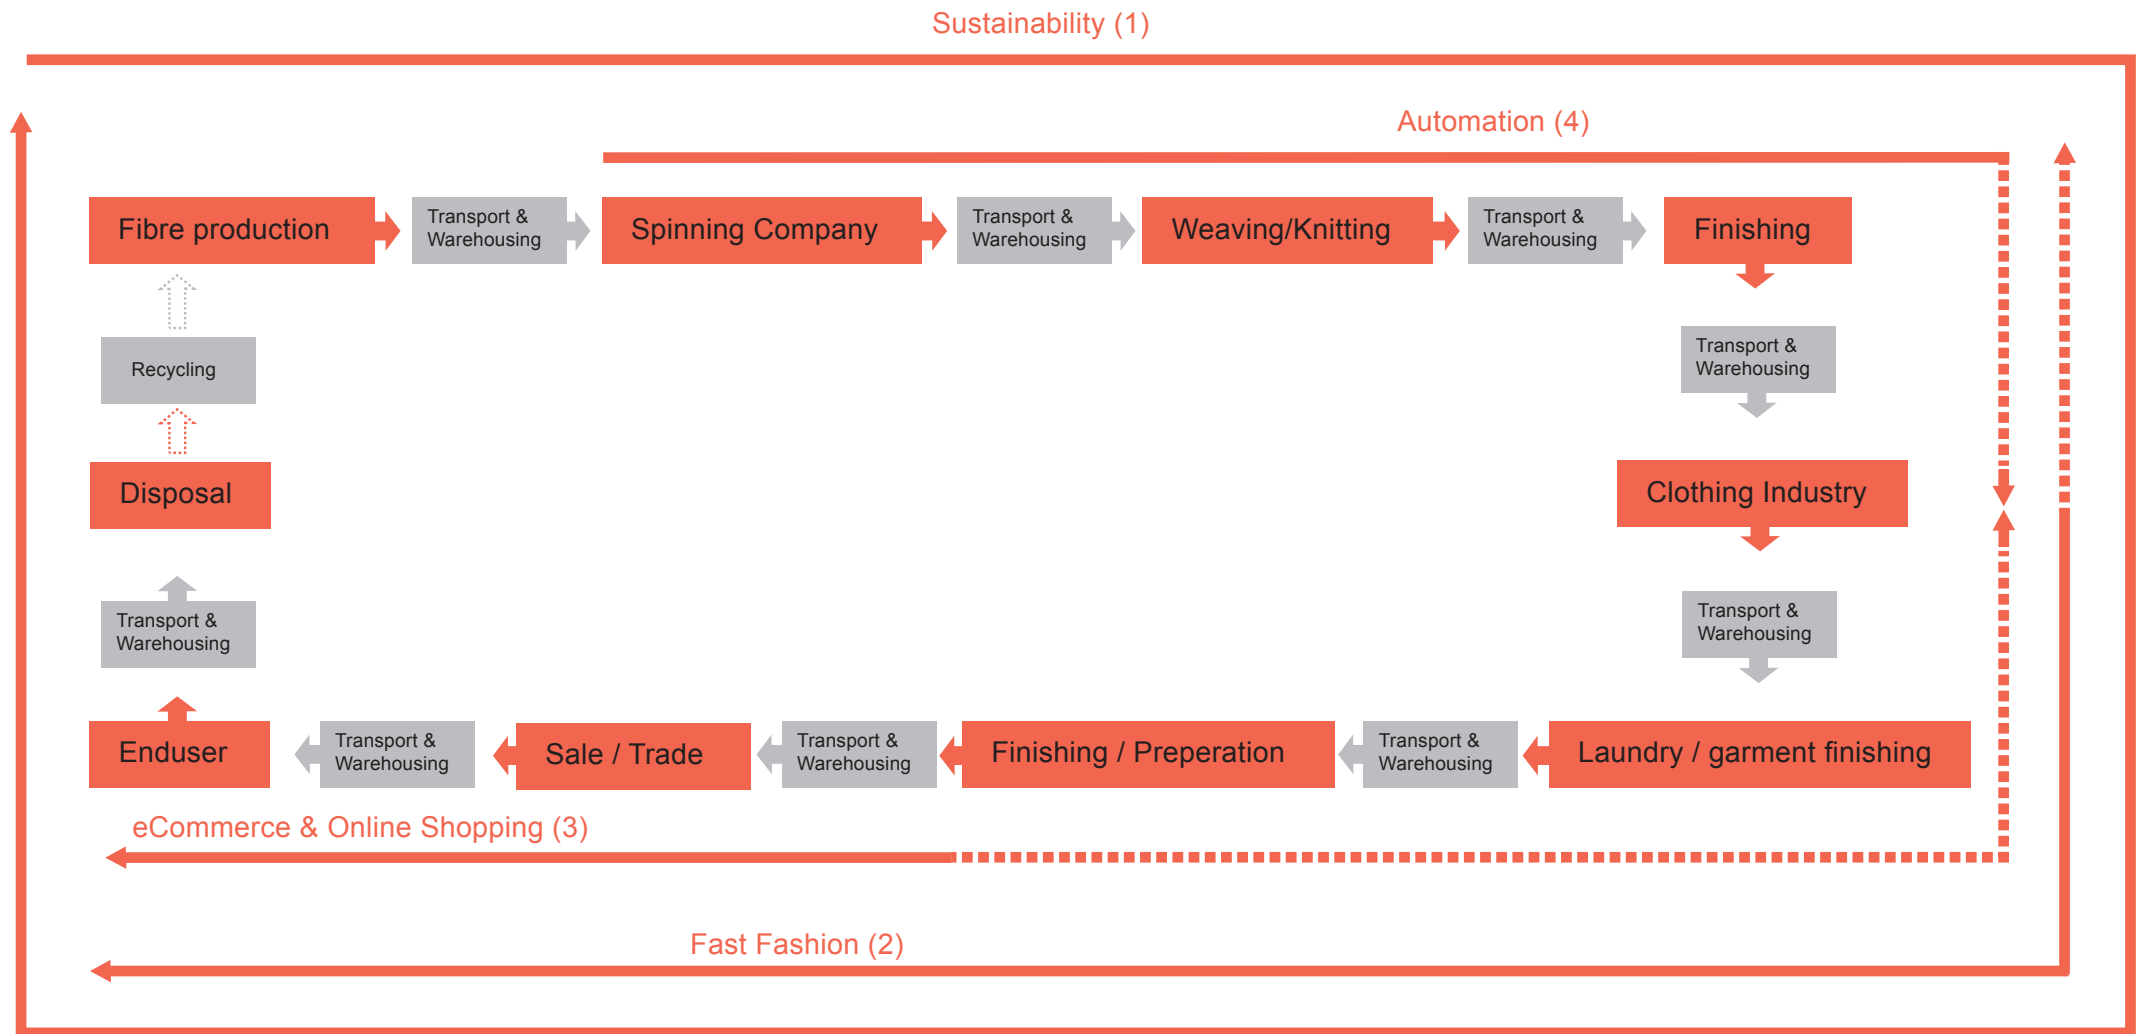 Sustainability (1)
Automation (4)
Fibre production
Transport &
Warehousing
Spinning Company
Transport &
Warehousing
Weaving/Knitting
Transport &
Warehousing
Finishing
Transport &
Warehousing
Clothing Industry
Transport &
Warehousing
Laundry / garment finishing
Transport &
Warehousing
Finishing / Preperation
Transport &
Warehousing
Sale / Trade
Transport &
Warehousing
Enduser
Transport &
Warehousing
Disposal
Recycling
eCommerce & Online Shopping (3)
Fast Fashion (2)